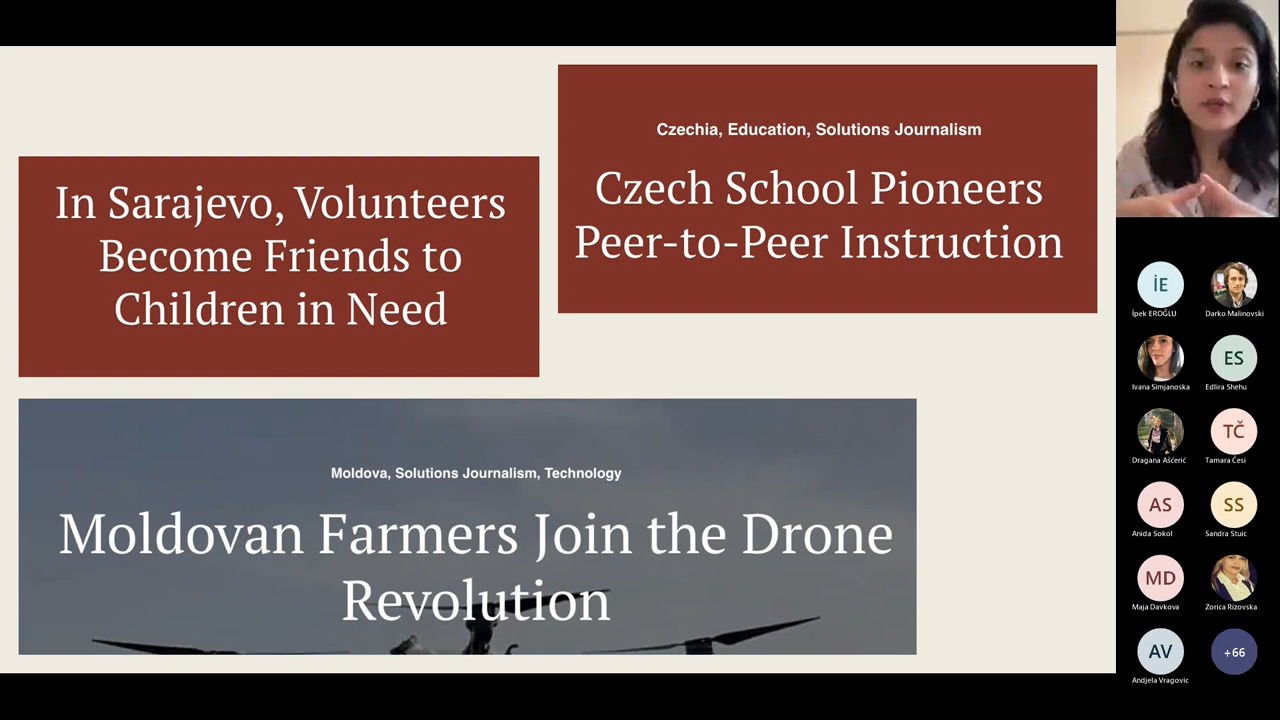 In Sarajevo, Volunteers
Become Friends to
Children in Need
Czechia, Education, Solutions Journalism
Czech School Pioneers
Peer-to-Peer Instruction
Moldova, Solutions Journalism, Technology
Moldovan Farmers Join the Drone
Revolution
İE
İpek EROĞLU
Darko Malinovski
Ivana Simjanoska
ES
Edlira Shehu
Dragana Aščerić
TČ
Tamara Česi
AS
Anida Sokol
SS
Sandra Stuic
MD
Maja Davkova
Zorica Rizovska
AV
Andjela Vragovic
+66